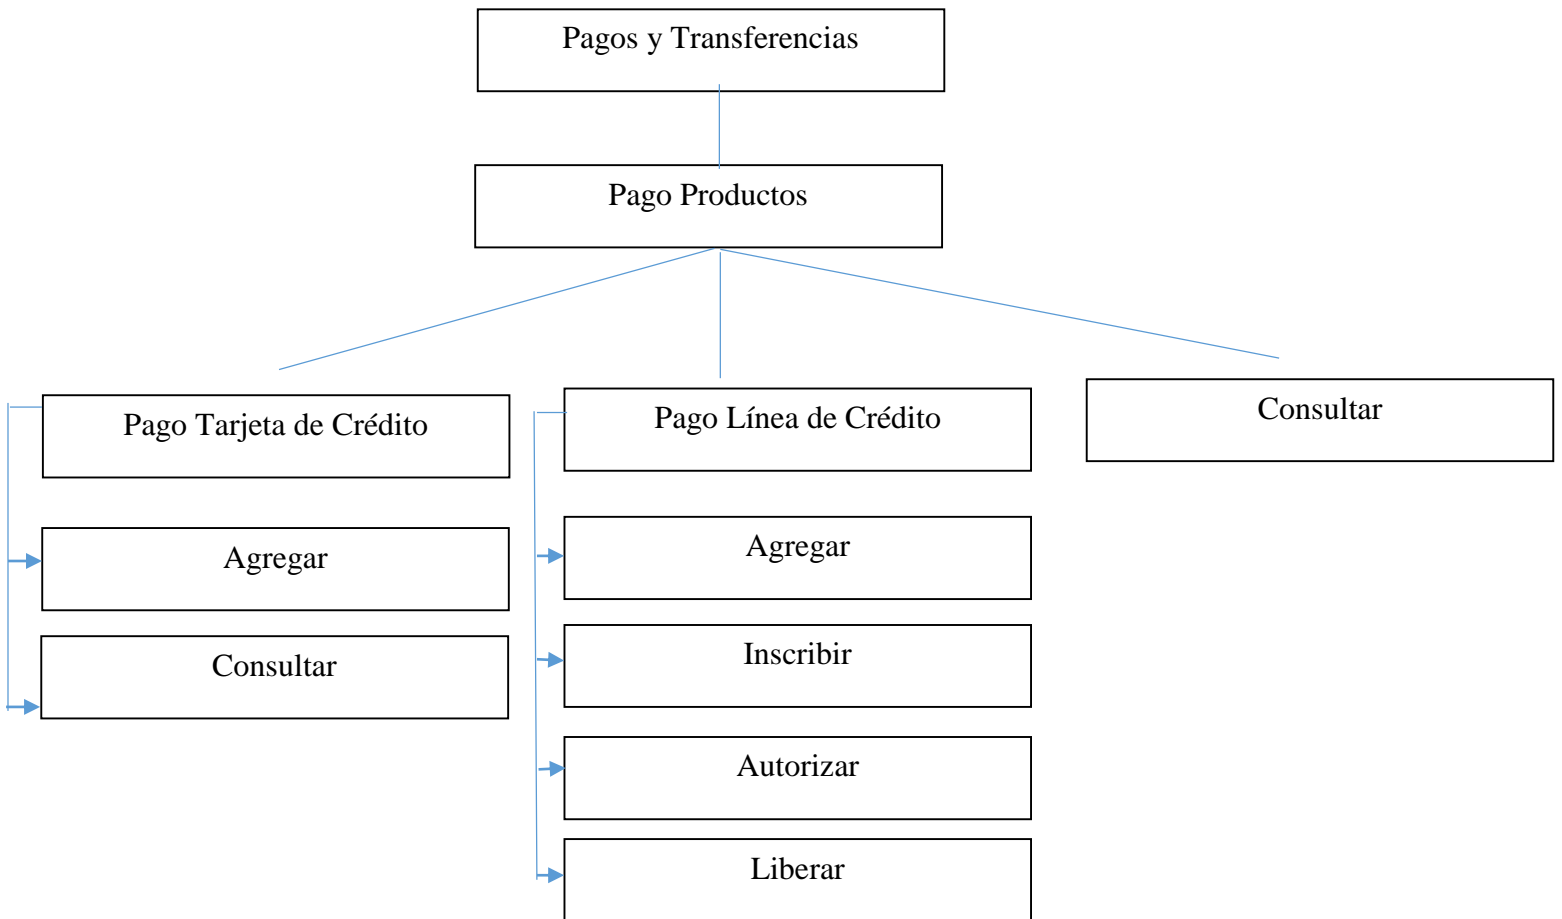 Pagos y Transferencias
Pago Productos
Pago Tarjeta de Crédito
Pago Línea de Crédito
Consultar
Agregar
Consultar
Agregar
Inscribir
Autorizar
Liberar